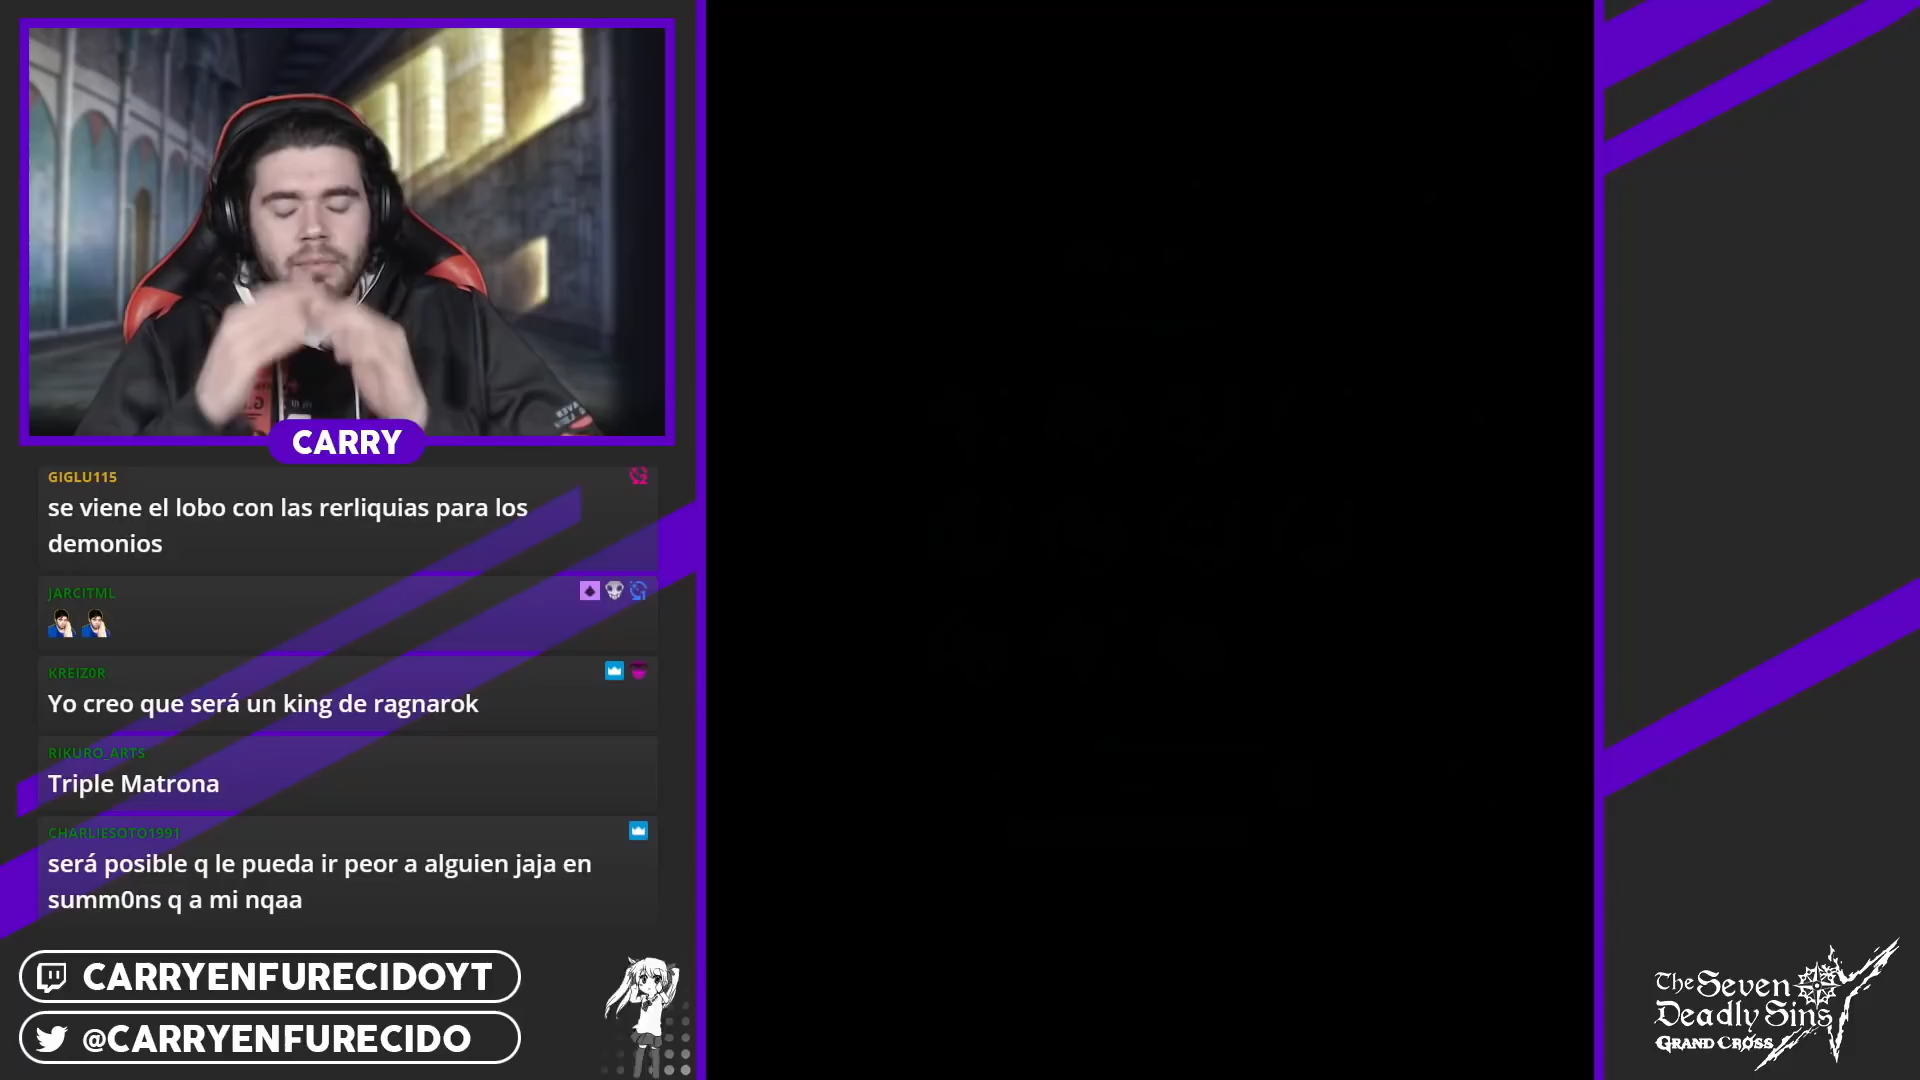 CARRY
GIGLU115
se viene el lobo con las rerliquias para los
demonios
JARCITML
KREIZ0R
Yo creo que será un king de ragnarok
RIKURO_ARTS
Triple Matrona
CHARLIESOTO1991
será posible q le pueda ir peor a alguien jaja en
summ0ns q a mi nqaa
CARRYENFURECIDOYT
@CARRYENFURECIDO
The Seven
Deadly Sins
GRAND CROSS